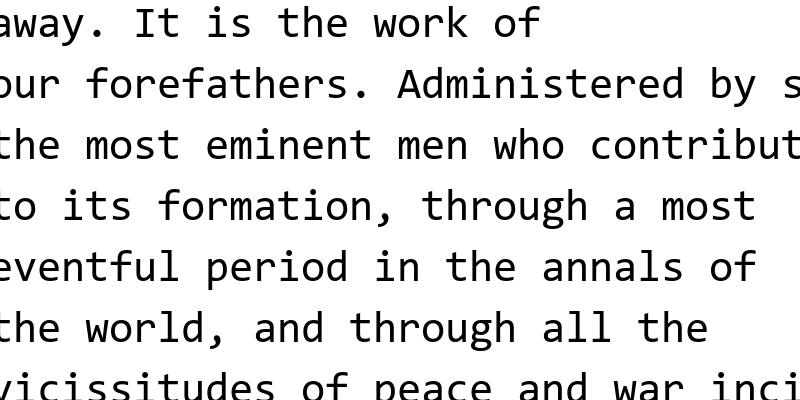 away. It is the work of
our forefathers. Administered by s
the most eminent men who contribut
to its formation, through a most
eventful period in the annals of
the world, and through all the
vicissitudes of peace and war inci